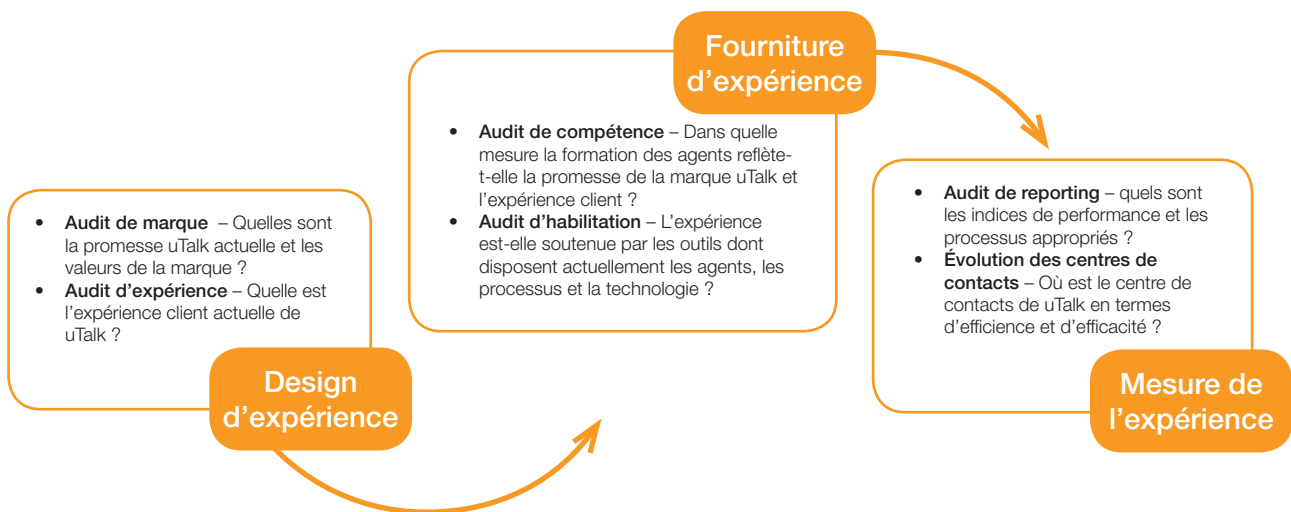 Design
d’expérience
• Audit de marque – Quelles sont
la promesse uTalk actuelle et les
valeurs de la marque ?
• Audit d’expérience – Quelle est
l’expérience client actuelle de
uTalk ?
Fourniture
d’expérience
• Audit de compétence – Dans quelle
mesure la formation des agents reflète-
t-elle la promesse de la marque uTalk et
l’expérience client ?
• Audit d’habilitation – L’expérience
est-elle soutenue par les outils dont
disposent actuellement les agents, les
processus et la technologie ?
Mesure de
l’expérience
• Audit de reporting – quels sont
les indices de performance et les
processus appropriés ?
• Évolution des centres de
contacts – Où est le centre de
contacts de uTalk en termes
d’efficience et d’efficacité ?